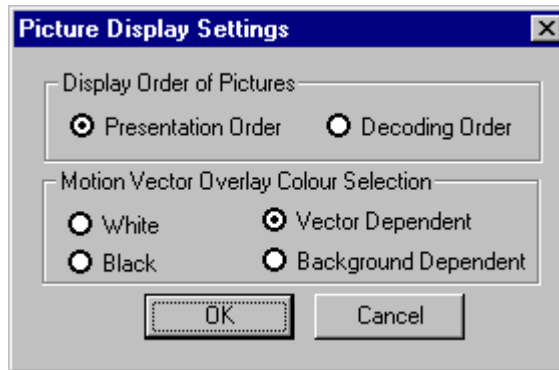 Picture Display Settings
Display Order of Pictures
Presentation Order Decoding Order
Motion Vector Overlay Colour Selection
White Vector Dependent
Black Background Dependent
OK Cancel